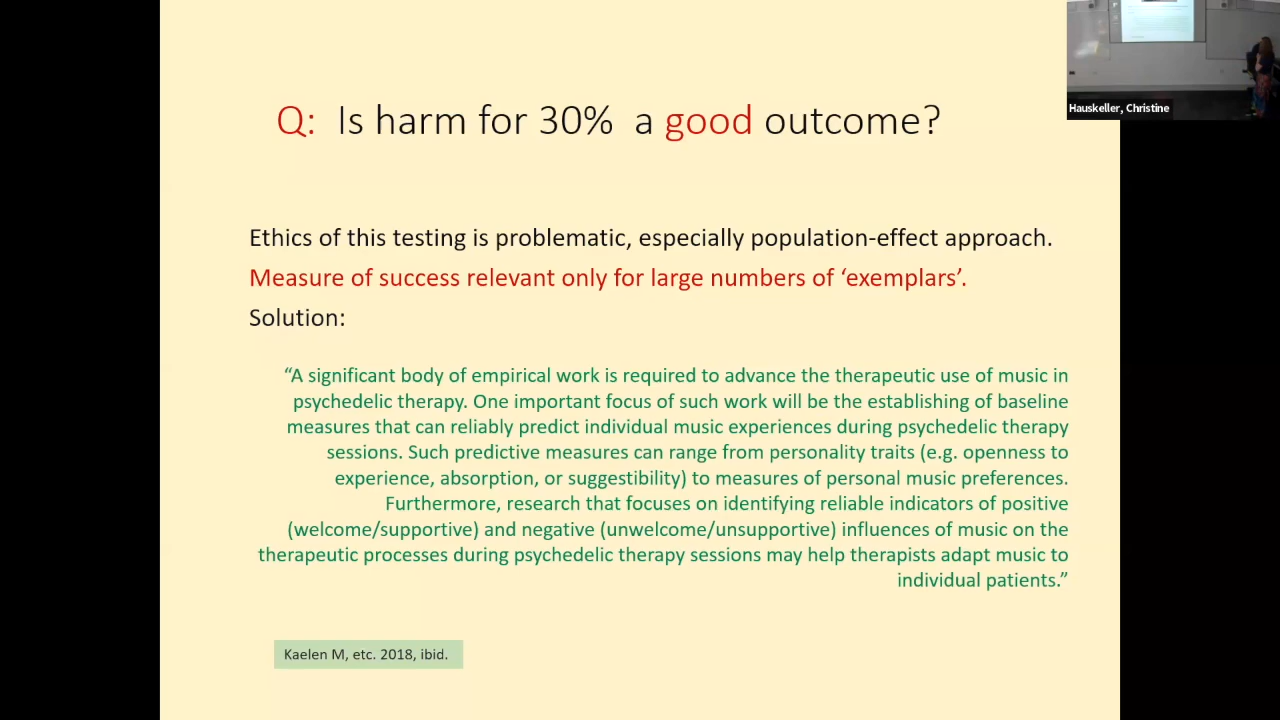 Q: Is harm for 30% a good outcome?
Hauskeller, Christine
Ethics of this testing is problematic, especially population-effect approach.
Measure of success relevant only for large numbers of ‘exemplars’.
Solution:
“A significant body of empirical work is required to advance the therapeutic use of music in
psychedelic therapy. One important focus of such work will be the establishing of baseline
measures that can reliably predict individual music experiences during psychedelic therapy
sessions. Such predictive measures can range from personality traits (e.g. openness to
experience, absorption, or suggestibility) to measures of personal music preferences.
Furthermore, research that focuses on identifying reliable indicators of positive
(welcome/supportive) and negative (unwelcome/unsupportive) influences of music on the
therapeutic processes during psychedelic therapy sessions may help therapists adapt music to
individual patients.”
Kaelen M, etc. 2018, ibid.